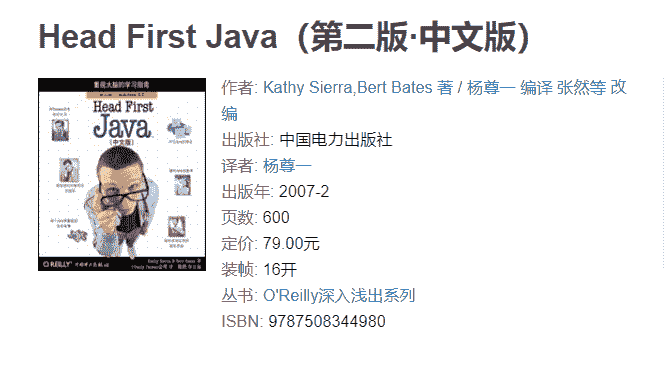 Head First Java（第二版·中文版）
重视大脑的学习指南
Head First
Java
(中文版)
O'REILLY
作者: Kathy Sierra,Bert Bates 著 / 杨尊一 编译 张然等 改
编
出版社: 中国电力出版社
译者: 杨尊一
出版年: 2007-2
页数: 600
定价: 79.00元
装帧: 16开
丛书: O'Reilly深入浅出系列
ISBN: 9787508344980